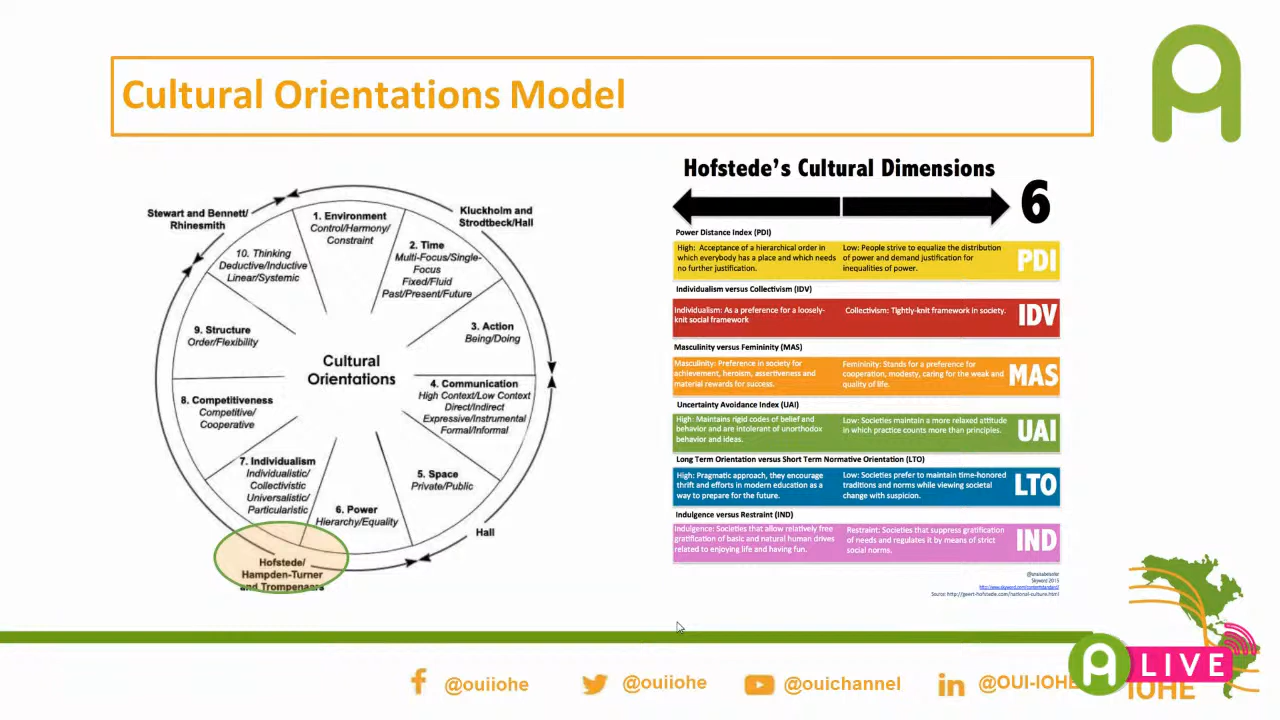 Cultural Orientations Model
Stewart and Bennett/
Rhinesmith
Kluckholm and
Strodtbeck/Hall
1. Environment
Control/Harmony/
Constraint
2. Time
Multi-Focus/Single-
Focus
Fixed/Fluid
Past/Present/Future
3. Action
Being/Doing
4. Communication
High Context/Low Context
Direct/Indirect
Expressive/Instrumental
Formal/Informal
5. Space
Private/Public
6. Power
Hierarchy/Equality
7. Individualism
Individualistic/
Collectivistic
Universalistic/
Particularistic
8. Competitiveness
Competitive/
Cooperative
9. Structure
Order/Flexibility
10. Thinking
Deductive/Inductive
Linear/Systemic
Cultural
Orientations
Hall
Hofstede/
Hampden-Turner
and Trompenaars
Hofstede's Cultural Dimensions
6
Power Distance Index (PDI)
High: Acceptance of a hierarchical order in
which everybody has a place and which needs
no further justification.
Low: People strive to equalize the distribution
of power and demand justification for
inequalities of power.
PDI
Individualism versus Collectivism (IDV)
Individualism: As a preference for a loosely-
knit social framework
Collectivism: Tightly-knit framework in society.
IDV
Masculinity versus Femininity (MAS)
Masculinity: Preference in society for
achievement, heroism, assertiveness and
material rewards for success.
Femininity: Stands for a preference for
cooperation, modesty, caring for the weak and
quality of life.
MAS
Uncertainty Avoidance Index (UAI)
High: Maintains rigid codes of belief and
behavior and are intolerant of unorthodox
behavior and ideas.
Low: Societies maintain a more relaxed attitude
in which practice counts more than principles.
UAI
Long Term Orientation versus Short Term Normative Orientation (LTO)
High: Pragmatic approach, they encourage
thrift and efforts in modern education as a
way to prepare for the future.
Low: Societies prefer to maintain time-honored
traditions and norms while viewing societal
change with suspicion.
LTO
Indulgence versus Restraint (IND)
Indulgence: Societies that allow relatively free
gratification of basic and natural human drives
related to enjoying life and having fun.
Restraint: Societies that suppress gratification
of needs and regulates it by means of strict
social norms.
IND
Skyword 2015
Source: http://geert-hofstede.com/national-culture.html
@ouiiohe
@ouiiohe
@ouichannel
@OUI-IOHE
LIVE
IOHE